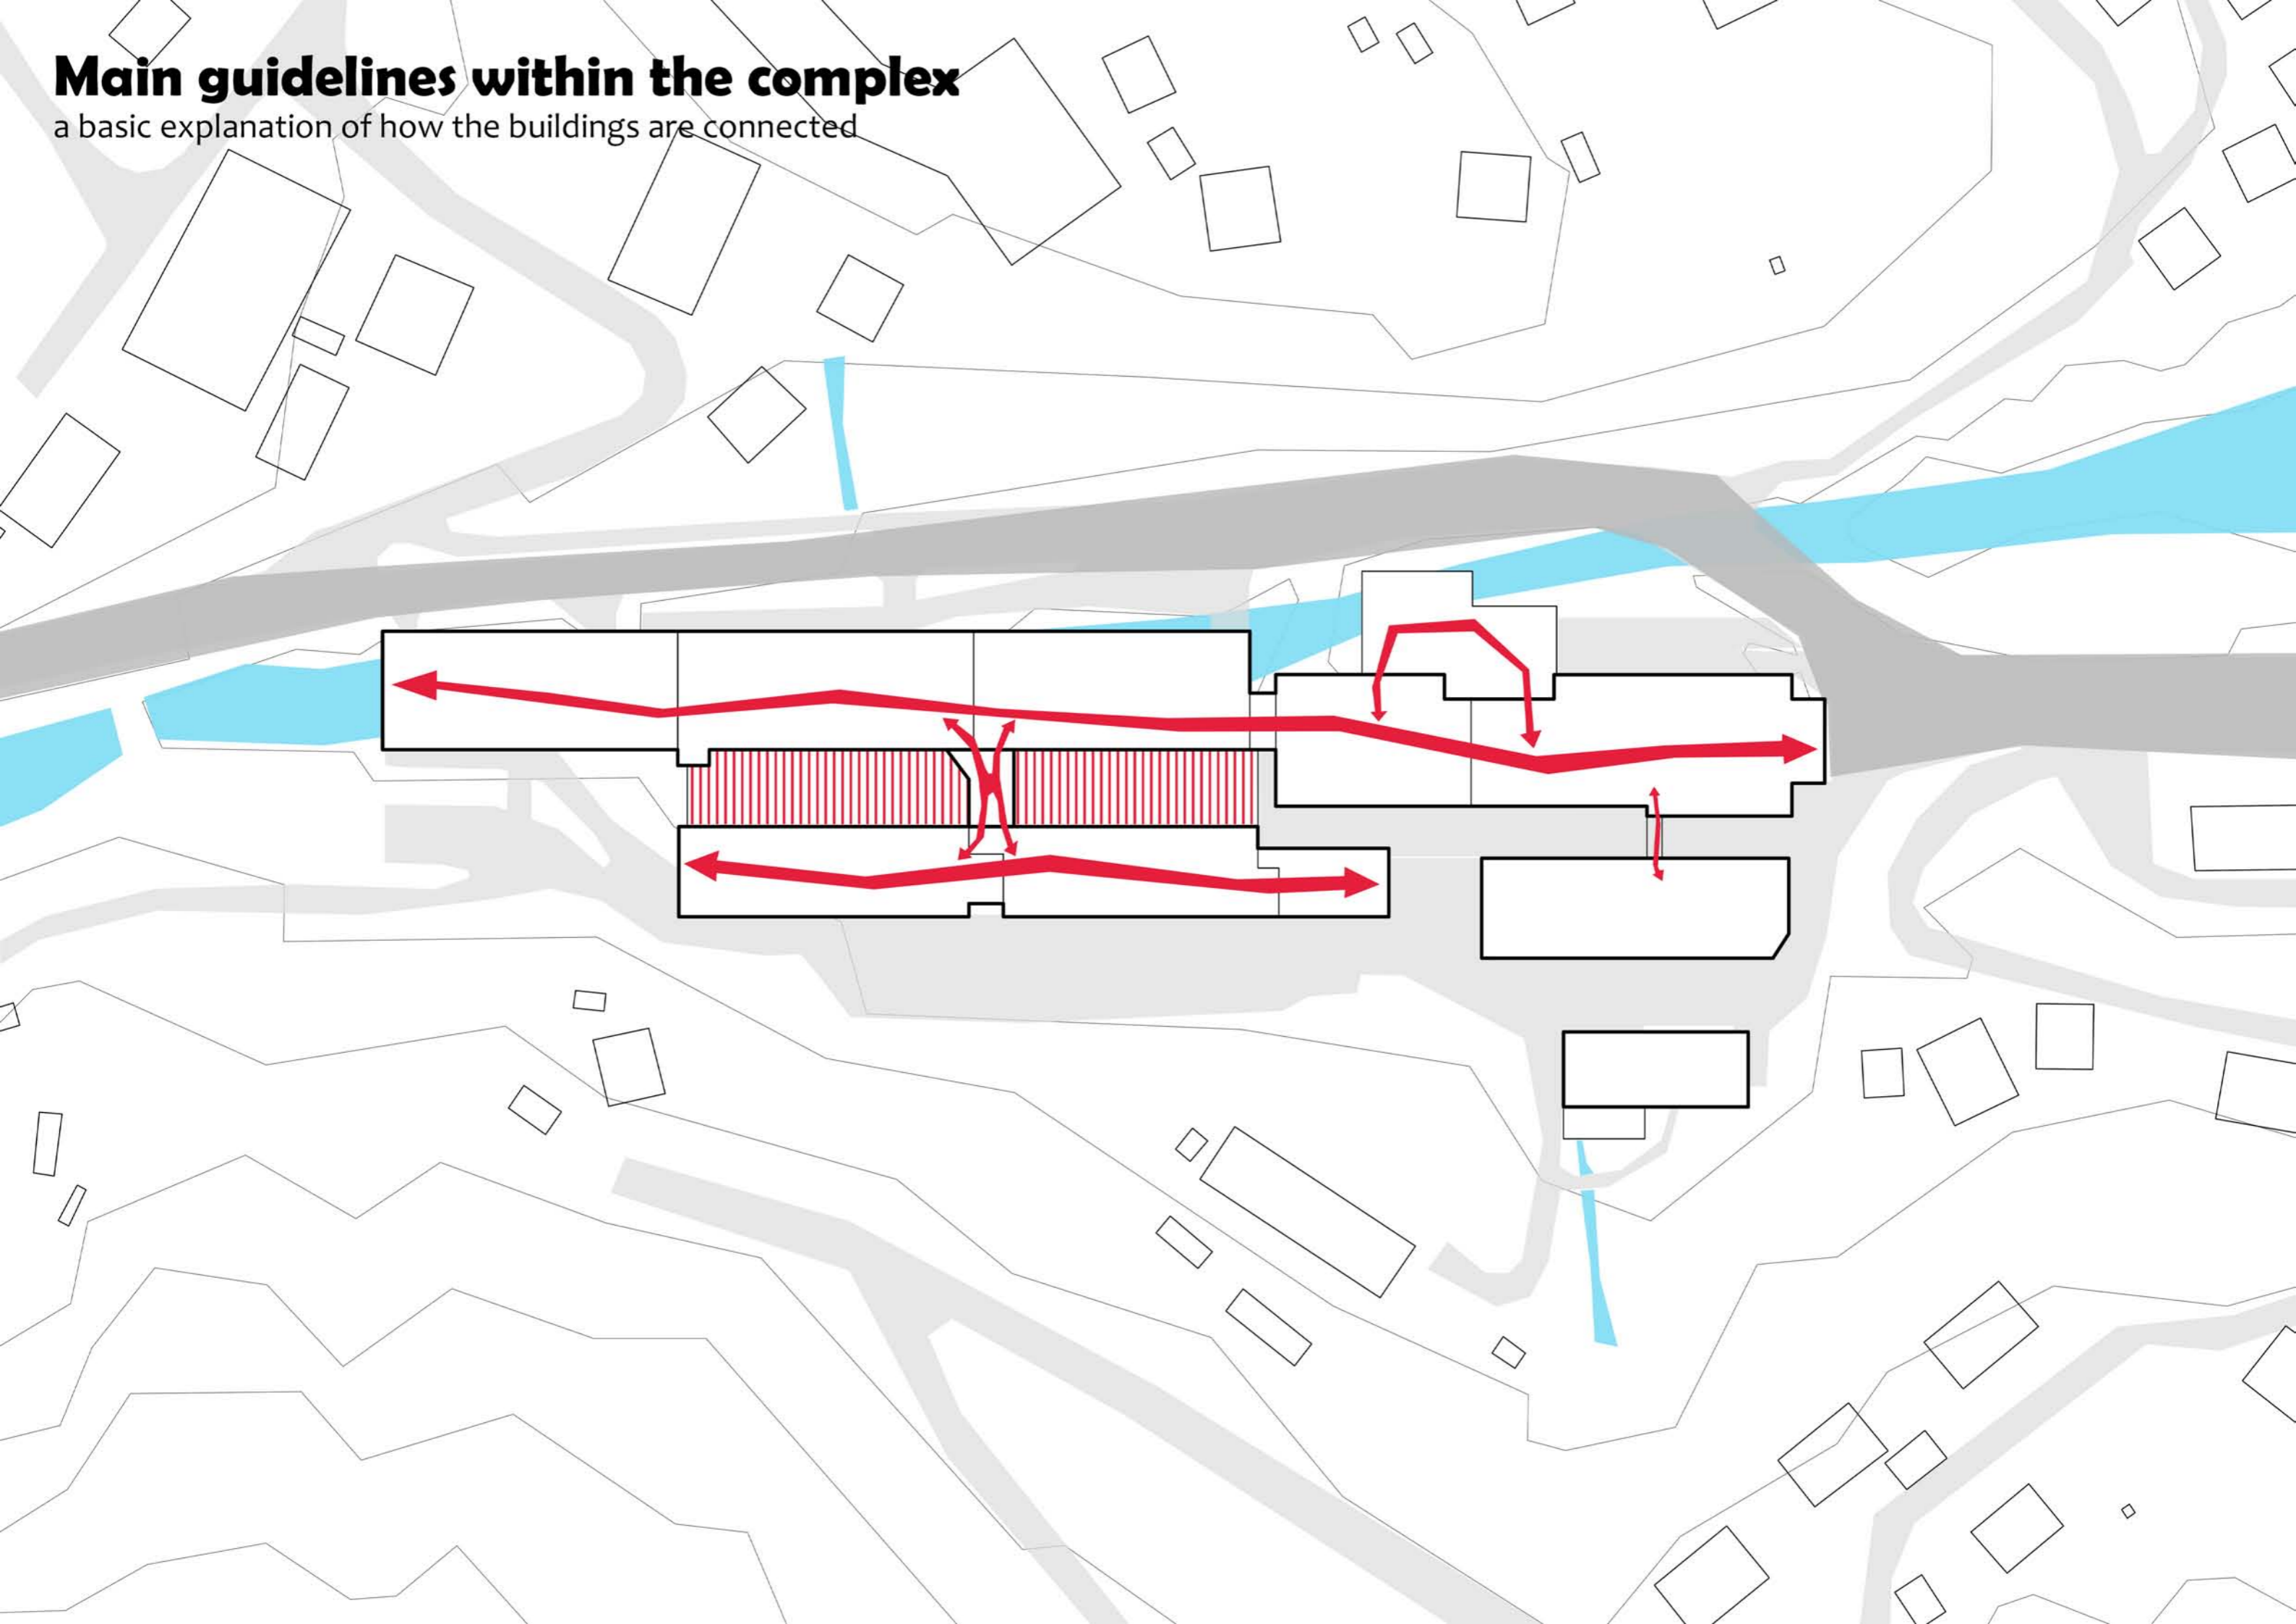 Main guidelines within the complex
a basic explanation of how the buildings are connected